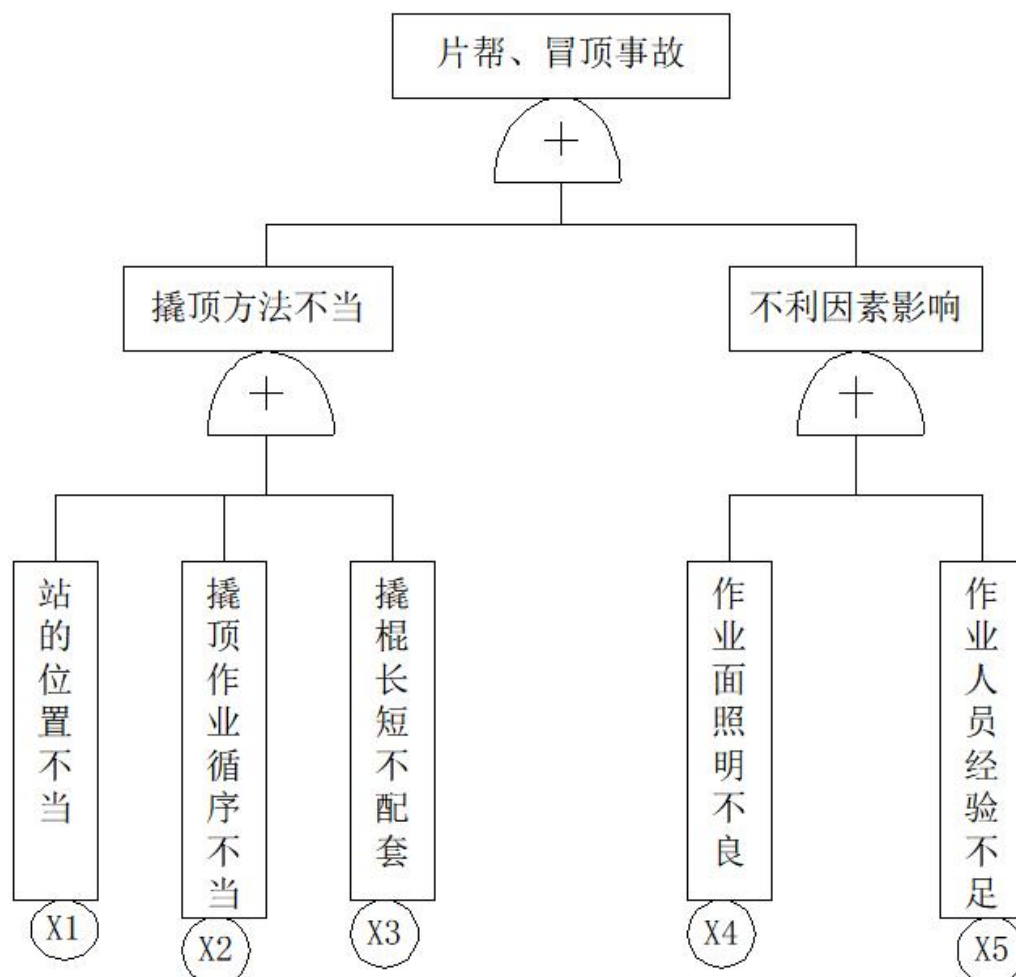 片帮、冒顶事故
+
撬顶方法不当
不利因素影响
+
+
站的位置不当
撬顶作业循序不当
撬棍长短不配套
作业面照明不良
作业人员经验不足
X1
X2
X3
X4
X5